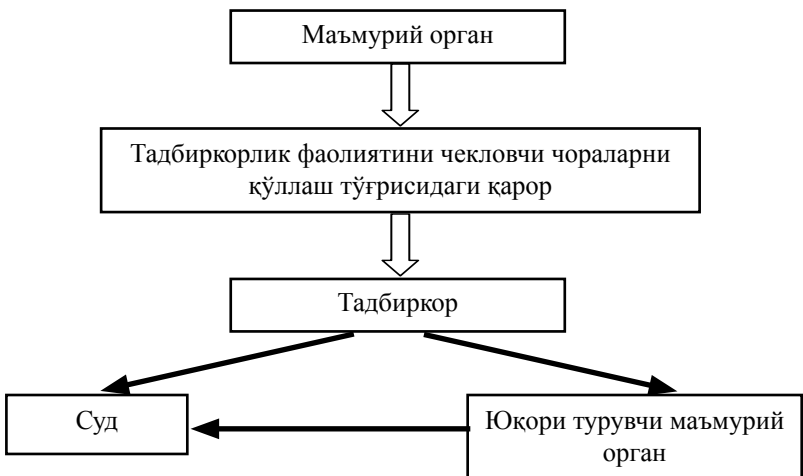 Маъмурий орган
Тадбиркорлик фаолиятини чекловчи чораларни
қўллаш тўғрисидаги қарор
Тадбиркор
Суд
Юқори турувчи маъмурий
орган